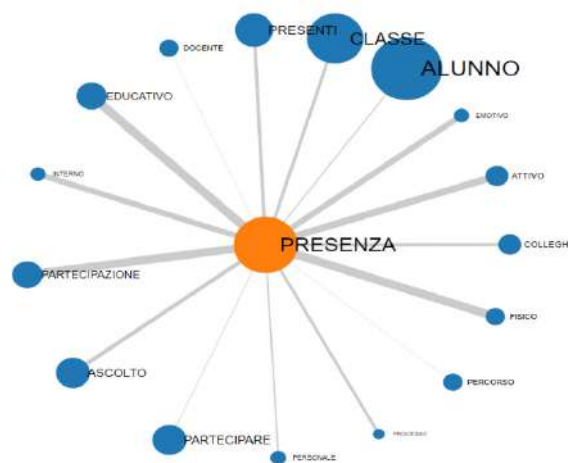 PRESENTI
CLASSE
DOCENTE
ALUNNO
EDUCATIVO
EMOTIVO
INTERNO
ATTIVO
PRESENZA
COLLEGH
PARTECIPAZIONE
FISICO
ASCOLTO
PERCORSO
PARTECIPARE
PERSONALE